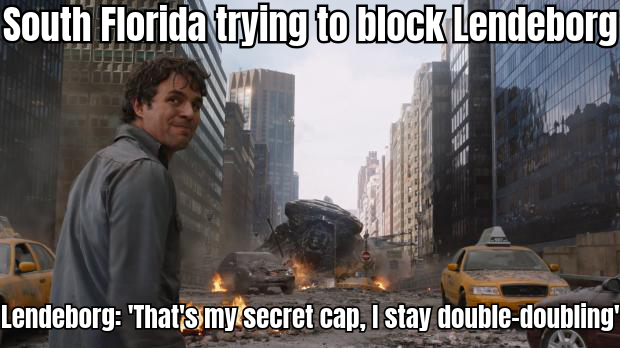 South Florida trying to block Lendeborg
Lendeborg: 'That's my secret cap, I stay double-doubling'